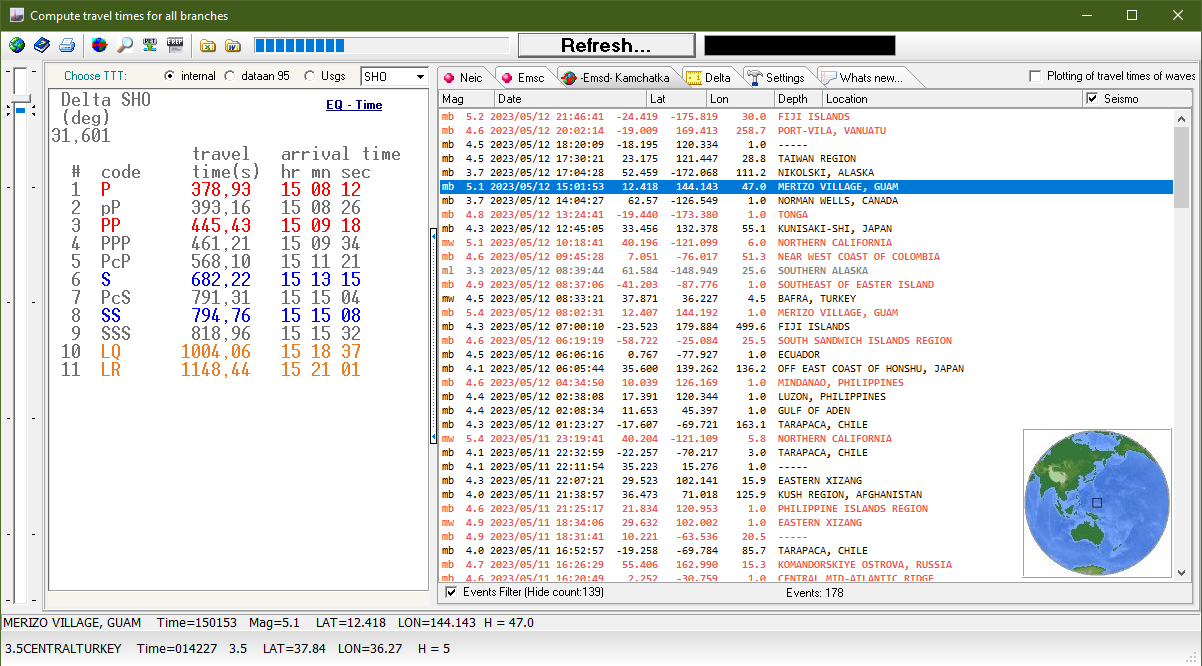 Compute travel times for all branches
Refresh...
Choose TTT: internal dataan 95 Usgs SHO
Neic Emsc -Emsd- Kamchatka Delta Settings Whats new... Plotting of travel times of waves
Delta SHO
(deg)
31,601
EQ - Time
travel arrival time
# code time(s) hr mn sec
1 P 378,93 15 08 12
2 pP 393,16 15 08 26
3 PP 445,43 15 09 18
4 PPP 461,21 15 09 34
5 PcP 568,10 15 11 21
6 S 682,22 15 13 15
7 PcS 791,31 15 15 04
8 SS 794,76 15 15 08
9 SSS 818,96 15 15 32
10 LQ 1004,06 15 18 37
11 LR 1148,44 15 21 01
Mag Date Lat Lon Depth Location Seismo
mb 5.2 2023/05/12 21:46:41 -24.419 -175.819 30.0 FIJI ISLANDS
mb 4.6 2023/05/12 20:02:14 -19.009 169.413 258.7 PORT-VILA, VANUATU
mb 4.5 2023/05/12 18:20:09 -18.195 120.334 1.0 -----
mb 4.5 2023/05/12 17:30:21 23.175 121.447 28.8 TAIWAN REGION
mb 3.7 2023/05/12 17:04:28 52.459 -172.068 111.2 NIKOLSKI, ALASKA
mb 5.1 2023/05/12 15:01:53 12.418 144.143 47.0 MERIZO VILLAGE, GUAM
mb 3.7 2023/05/12 14:04:27 62.57 -126.549 1.0 NORMAN WELLS, CANADA
mb 4.8 2023/05/12 13:24:41 -19.440 -173.380 1.0 TONGA
mb 4.3 2023/05/12 12:45:05 33.456 132.378 55.1 KUNISAKI-SHI, JAPAN
mw 5.1 2023/05/12 10:18:41 40.196 -121.099 6.0 NORTHERN CALIFORNIA
mb 4.6 2023/05/12 09:45:28 7.051 -76.017 51.3 NEAR WEST COAST OF COLOMBIA
ml 3.3 2023/05/12 08:39:44 61.584 -148.949 25.6 SOUTHERN ALASKA
mb 4.9 2023/05/12 08:37:06 -41.203 -87.776 1.0 SOUTHEAST OF EASTER ISLAND
mw 4.5 2023/05/12 08:33:21 37.871 36.227 4.5 BAFRA, TURKEY
mb 5.4 2023/05/12 08:02:31 12.407 144.192 1.0 MERIZO VILLAGE, GUAM
mb 4.3 2023/05/12 07:00:10 -23.523 179.884 499.6 FIJI ISLANDS
mb 4.6 2023/05/12 06:19:19 -58.722 -25.084 25.5 SOUTH SANDWICH ISLANDS REGION
mb 4.5 2023/05/12 06:06:16 0.767 -77.927 1.0 ECUADOR
mb 4.1 2023/05/12 06:05:44 35.600 139.262 136.2 OFF EAST COAST OF HONSHU, JAPAN
mb 4.6 2023/05/12 04:34:50 10.039 126.169 1.0 MINDANAO, PHILIPPINES
mb 4.4 2023/05/12 02:38:08 17.391 120.344 1.0 LUZON, PHILIPPINES
mb 4.4 2023/05/12 02:08:34 11.653 45.397 1.0 GULF OF ADEN
mb 4.3 2023/05/12 01:23:27 -17.607 -69.721 163.1 TARAPACA, CHILE
mw 5.4 2023/05/11 23:19:41 40.204 -121.109 5.8 NORTHERN CALIFORNIA
mb 4.1 2023/05/11 22:32:59 -22.257 -70.217 3.0 TARAPACA, CHILE
mb 4.1 2023/05/11 22:11:54 35.223 15.276 1.0 -----
mb 4.3 2023/05/11 22:07:21 29.523 102.141 15.9 EASTERN XIZANG
mb 4.0 2023/05/11 21:38:57 36.473 71.018 125.9 KUSH REGION, AFGHANISTAN
mb 4.6 2023/05/11 21:25:17 21.834 120.953 1.0 PHILIPPINE ISLANDS REGION
mw 4.9 2023/05/11 18:34:06 29.632 102.002 1.0 EASTERN XIZANG
mb 4.9 2023/05/11 18:31:41 10.221 -63.536 20.5 -----
mb 4.0 2023/05/11 16:52:57 -19.258 -69.784 85.7 TARAPACA, CHILE
mb 4.7 2023/05/11 16:26:29 55.406 162.990 15.3 KOMANDORSKIYE OSTROVA, RUSSIA
mb 4.6 2023/05/11 16:20:49 2.252 -30.759 1.0 CENTRAL MID-ATLANTIC RIDGE
Events Filter (Hide count:139) Events: 178
MERIZO VILLAGE, GUAM Time=150153 Mag=5.1 LAT=12.418 LON=144.143 H = 47.0
3.5CENTRALTURKEY Time=014227 3.5 LAT=37.84 LON=36.27 H = 5